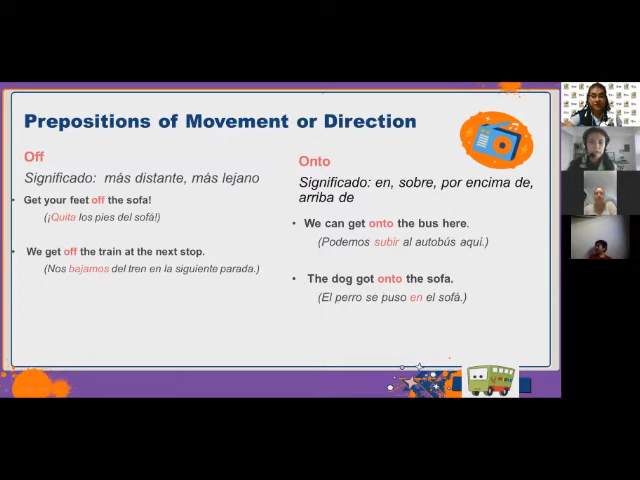 Prepositions of Movement or Direction
Off
Significado: más distante, más lejano
Get your feet off the sofa!
(¡Quita los pies del sofá!)
We get off the train at the next stop.
(Nos bajamos del tren en la siguiente parada.)
Onto
Significado: en, sobre, por encima de,
arriba de
We can get onto the bus here.
(Podemos subir al autobús aquí.)
The dog got onto the sofa.
(El perro se puso en el sofá.)